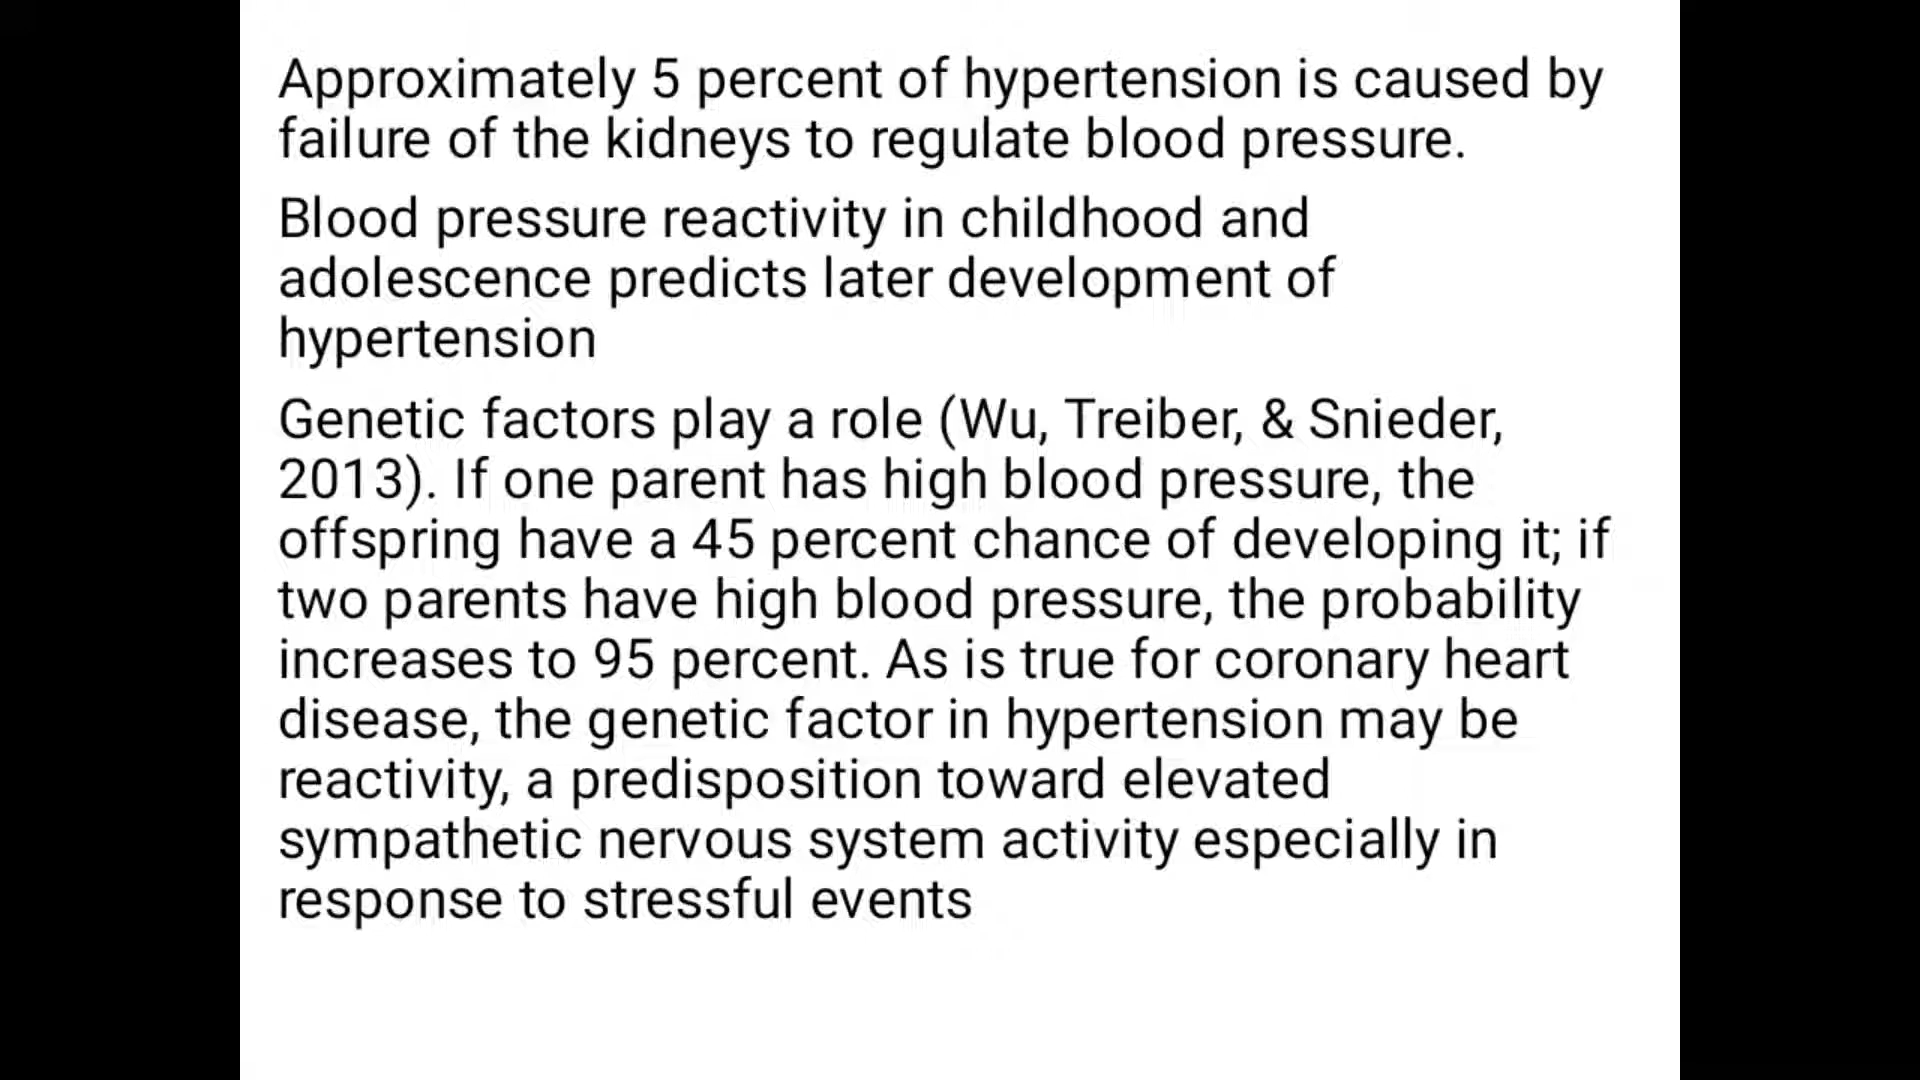 Approximately 5 percent of hypertension is caused by
failure of the kidneys to regulate blood pressure.
Blood pressure reactivity in childhood and
adolescence predicts later development of
hypertension
Genetic factors play a role (Wu, Treiber, & Snieder,
2013). If one parent has high blood pressure, the
offspring have a 45 percent chance of developing it; if
two parents have high blood pressure, the probability
increases to 95 percent. As is true for coronary heart
disease, the genetic factor in hypertension may be
reactivity, a predisposition toward elevated
sympathetic nervous system activity especially in
response to stressful events